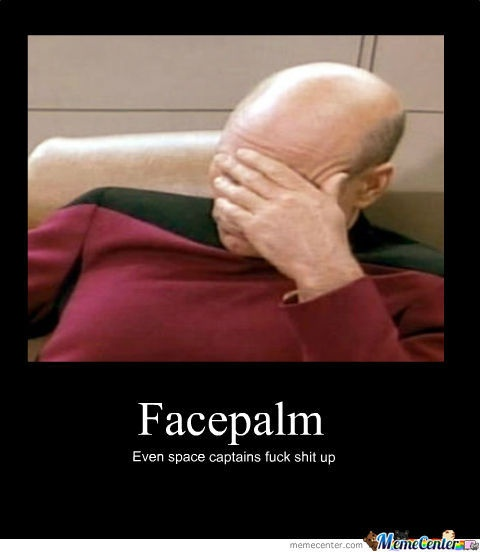 Facepalm
Even space captains fuck shit up
memecenter.com MemeCenter